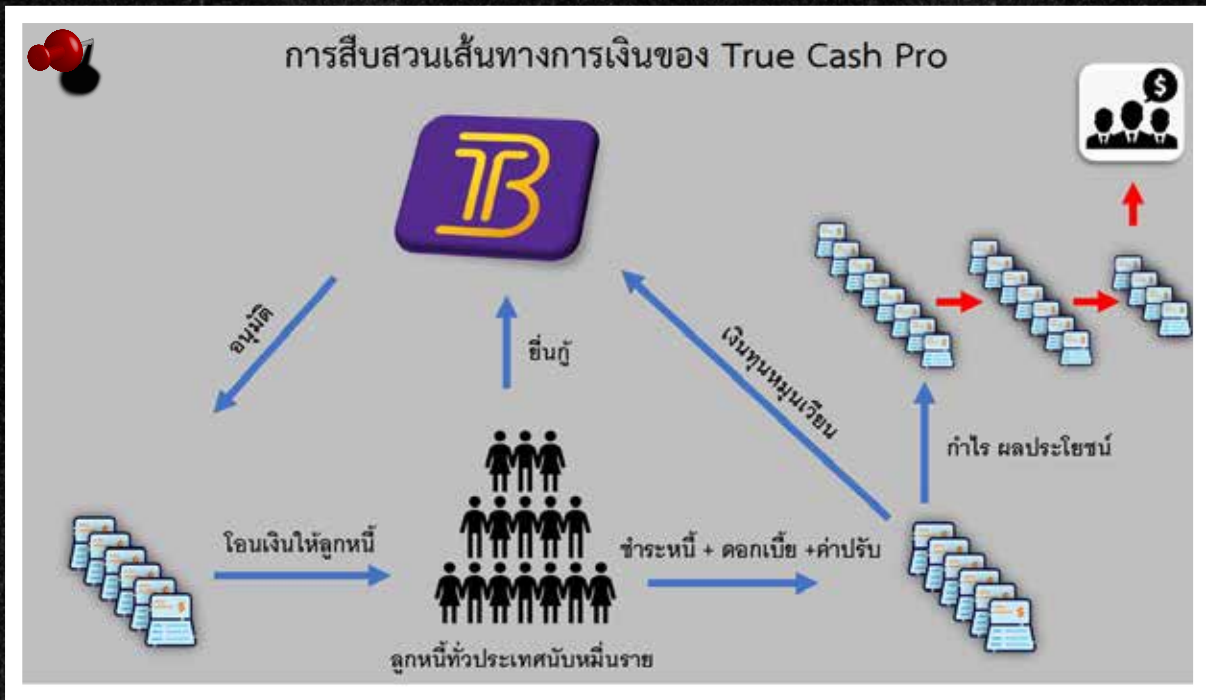 การสืบสวนเส้นทางการเงินของ True Cash Pro
อนุมัติ
ยื่นกู้
เงินทุนหมุนเวียน
กำไร ผลประโยชน์
โอนเงินให้ลูกหนี้
ชำระหนี้ + ดอกเบี้ย +ค่าปรับ
ลูกหนี้ทั่วประเทศนับหมื่นราย